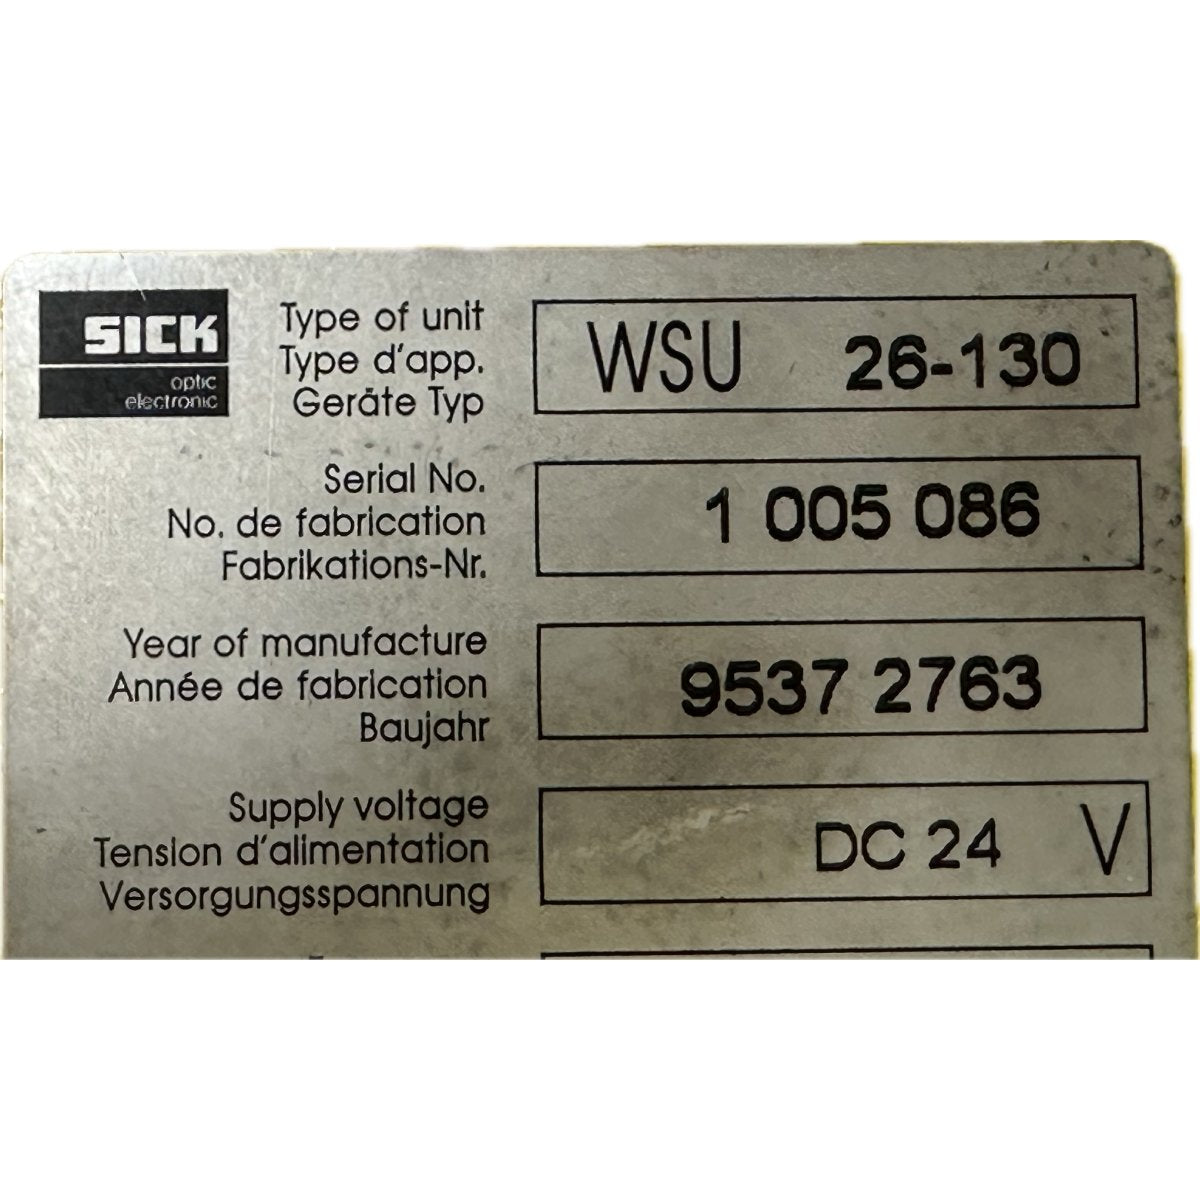 SICK
optic
electronic
Type of unit
Type d'app.
Geräte Typ
WSU 26-130
Serial No.
No. de fabrication
Fabrikations-Nr.
1 005 086
Year of manufacture
Année de fabrication
Baujahr
9537 2763
Supply voltage
Tension d'alimentation
Versorgungsspannung
DC 24 V